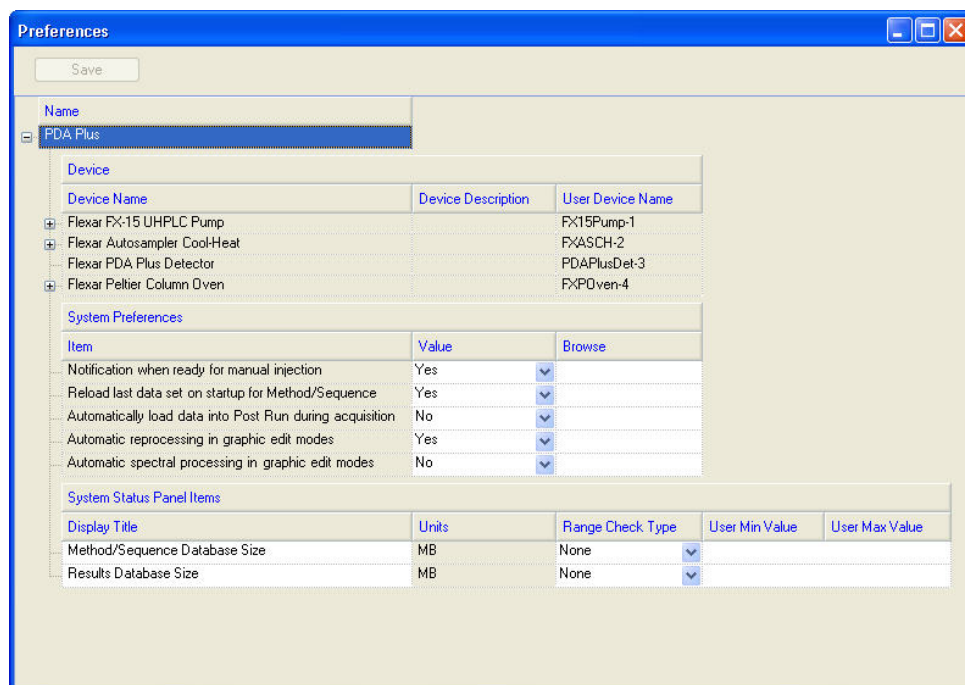 Preferences
Save
Name
PDA Plus
Device
Device Name Device Description User Device Name
Flexar FX-15 UHPLC Pump FX15Pump-1
Flexar Autosampler Cool-Heat FXASCH-2
Flexar PDA Plus Detector PDAPlusDet-3
Flexar Peltier Column Oven FXPOven-4
System Preferences
Item Value Browse
Notification when ready for manual injection Yes
Reload last data set on startup for Method/Sequence Yes
Automatically load data into Post Run during acquisition No
Automatic reprocessing in graphic edit modes Yes
Automatic spectral processing in graphic edit modes No
System Status Panel Items
Display Title Units Range Check Type User Min Value User Max Value
Method/Sequence Database Size MB None
Results Database Size MB None